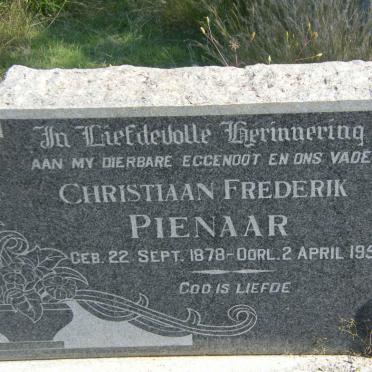 In Liefdevolle Herinnering
AAN MY DIERBARE EGGENOOT EN ONS VADE
CHRISTIAAN FREDERIK
PIENAAR
GEB. 22 SEPT. 1878-OORL. 2 APRIL 195
GOD IS LIEFDE